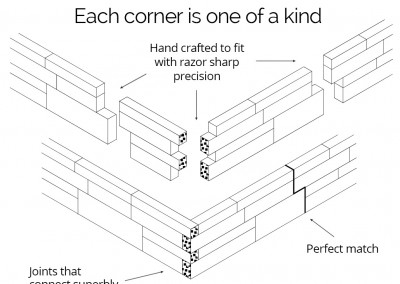 Each corner is one of a kind
Hand crafted to fit
with razor sharp
precision
Perfect match
Joints that
connect superbly